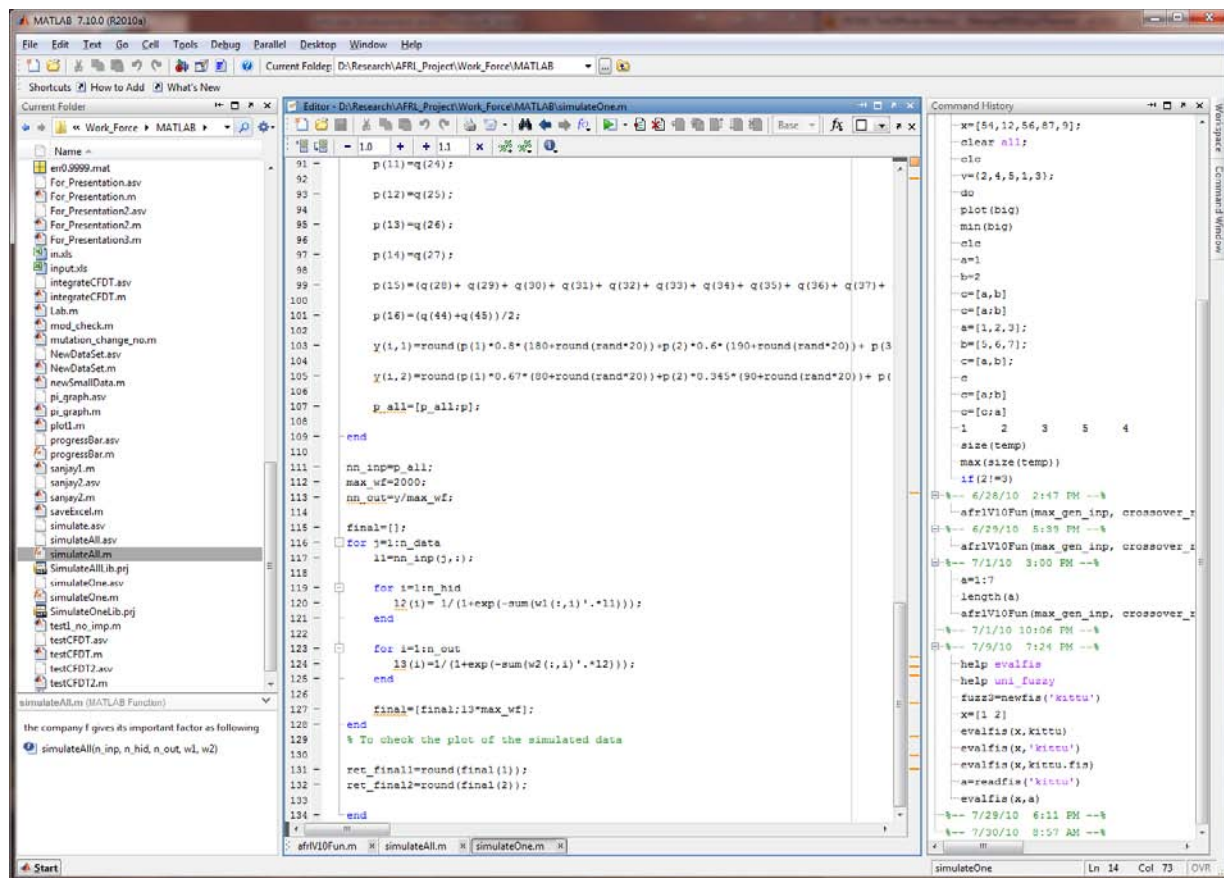 MATLAB 7.10.0 (R2010a)
File Edit Text Go Cell Tools Debug Parallel Desktop Window Help
Current Folder: D:\Research\AFRL_Project\Work_Force\MATLAB
Shortcuts How to Add What's New
Current Folder
« Work_Force MATLAB
Name
en0.9999.mat
For_Presentation.asv
For_Presentation.m
For_Presentation2.asv
For_Presentation2.m
For_Presentation3.m
in.xls
input.xls
integrateCFDT.asv
integrateCFDT.m
Lab.m
mod_check.m
mutation_change_no.m
NewDataSet.asv
NewDataSet.m
newSmallData.m
pi_graph.asv
pi_graph.m
plot1.m
progressBar.asv
progressBar.m
sanjay1.m
sanjay2.asv
sanjay2.m
saveExcel.m
simulate.asv
simulateAll.asv
simulateAll.m
SimulateAllLib.prj
simulateOne.asv
simulateOne.m
SimulateOneLib.prj
test1_no_imp.m
testCFDT.asv
testCFDT.m
testCFDT2.asv
testCFDT2.m
simulateAll.m (MATLAB Function)
the company f gives its important factor as following
simulateAll(n_inp, n_hid, n_out, w1, w2)
Start
Editor - D:\Research\AFRL_Project\Work_Force\MATLAB\simulateOne.m
Base
- 1.0 + ÷ 1.1 ×
91 - p(11)=q(24);
92
93 - p(12)=q(25);
94
95 - p(13)=q(26);
96
97 - p(14)=q(27);
98
99 - p(15)=(q(28)+ q(29)+ q(30)+ q(31)+ q(32)+ q(33)+ q(34)+ q(35)+ q(36)+ q(37)+
100
101 - p(16)=(q(44)+q(45))/2;
102
103 - y(i,1)=round(p(1)*0.8*(180+round(rand*20))+p(2)*0.6*(190+round(rand*20))+ p(3
104
105 - y(i,2)=round(p(1)*0.67*(80+round(rand*20))+p(2)*0.345*(90+round(rand*20))+ p(
106
107 - p_all=[p_all;p];
108
109 - end
110
111 - nn_inp=p_all;
112 - max_wf=2000;
113 - nn_out=y/max_wf;
114
115 - final=[];
116 - for j=1:n_data
117 - l1=nn_inp(j,:);
118
119 - for i=1:n_hid
120 - l2(i)= 1/(1+exp(-sum(w1(:,i)'.*l1)));
121 - end
122
123 - for i=1:n_out
124 - l3(i)=1/(1+exp(-sum(w2(:,i)'.*l2)));
125 - end
126
127 - final=[final;l3*max_wf];
128 - end
129 % To check the plot of the simulated data
130
131 - ret_final1=round(final(1));
132 - ret_final2=round(final(2));
133
134 - end
afrlV10Fun.m × simulateAll.m × simulateOne.m ×
Command History
x=[54,12,56,87,9];
clear all;
clc
v={2,4,5,1,3};
do
plot(big)
min(big)
clc
a=1
b=2
c=[a,b]
c=[a;b]
a=[1,2,3];
b=[5,6,7];
c=[a,b];
c
c=[a;b]
c=[c;a]
1 2 3 5 4
size(temp)
max(size(temp))
if(2!=3)
%-- 6/28/10 2:47 PM --%
afrlV10Fun(max_gen_inp, crossover_r
%-- 6/29/10 5:39 PM --%
afrlV10Fun(max_gen_inp, crossover_r
%-- 7/1/10 3:00 PM --%
a=1:7
length(a)
afrlV10Fun(max_gen_inp, crossover_r
%-- 7/1/10 10:06 PM --%
%-- 7/9/10 7:24 PM --%
help evalfis
help uni_fuzzy
fuzz3=newfis('kittu')
x=[1 2]
evalfis(x,kittu)
evalfis(x,'kittu')
evalfis(x,kittu.fis)
a=readfis('kittu')
evalfis(x,a)
%-- 7/29/10 6:11 PM --%
%-- 7/30/10 8:57 AM --%
Workspace
Command Window
simulateOne Ln 14 Col 73 OVR